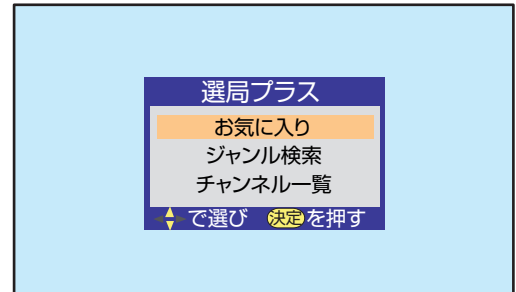 選局プラス
お気に入り
ジャンル検索
チャンネル一覧
で選び 決定を押す